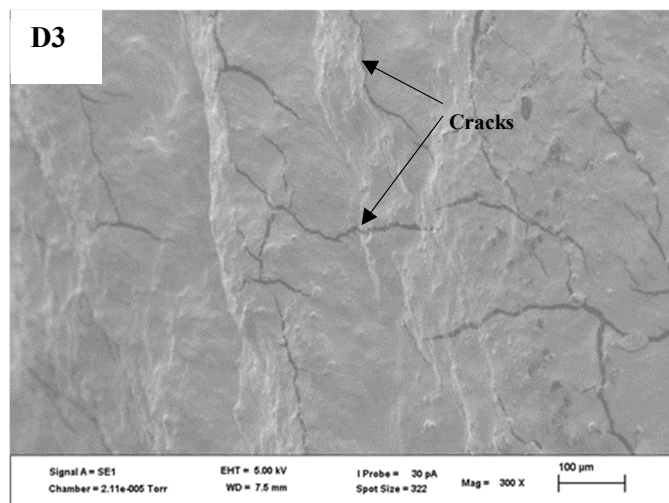 D3
Cracks
Signal A = SE1 EHT = 5.00 kV I Probe = 30 pA Mag = 300 X 100 µm
Chamber = 2.11e-005 Torr WD = 7.5 mm Spot Size = 322